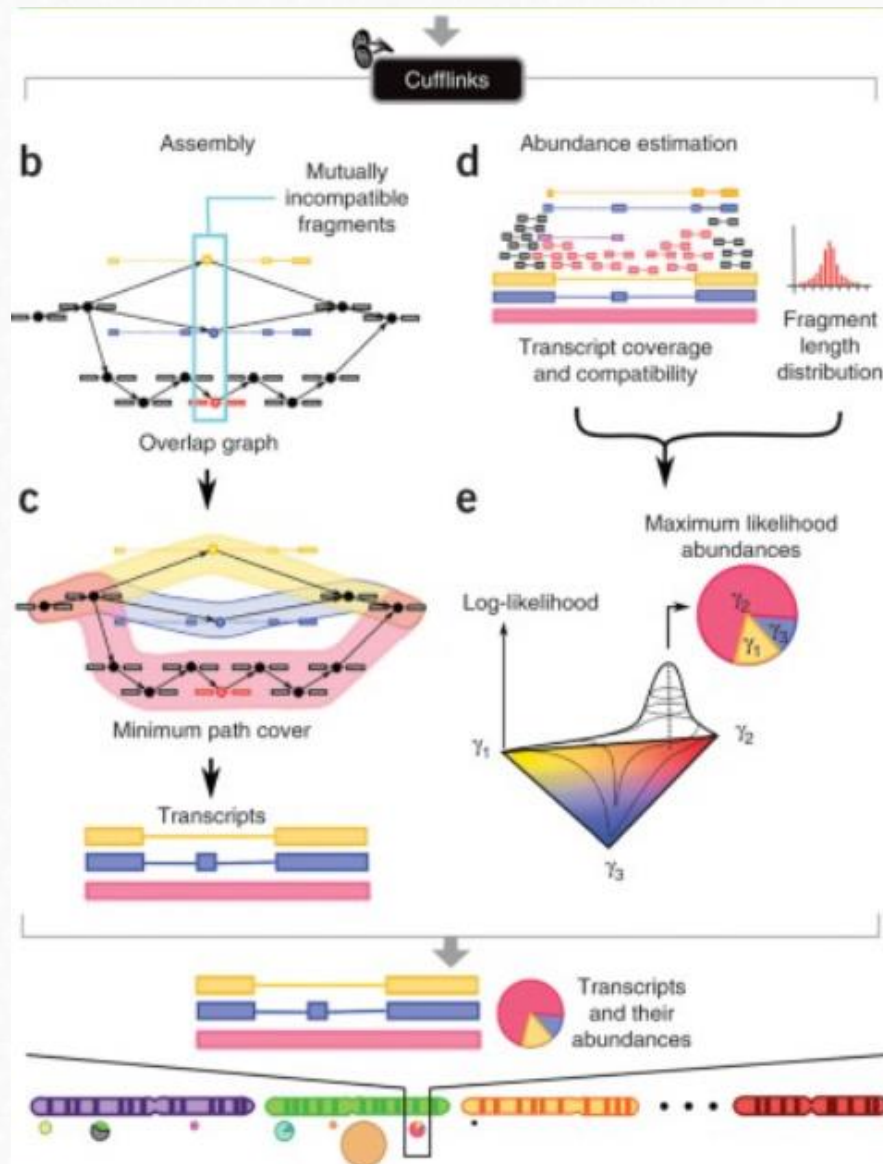 Cufflinks
b
Assembly
Mutually
incompatible
fragments
Overlap graph
c
Minimum path cover
Transcripts
d
Abundance estimation
Transcript coverage
and compatibility
Fragment
length
distribution
e
Maximum likelihood
abundances
Log-likelihood
γ2
γ3
γ1
γ1
γ2
γ3
Transcripts
and their
abundances